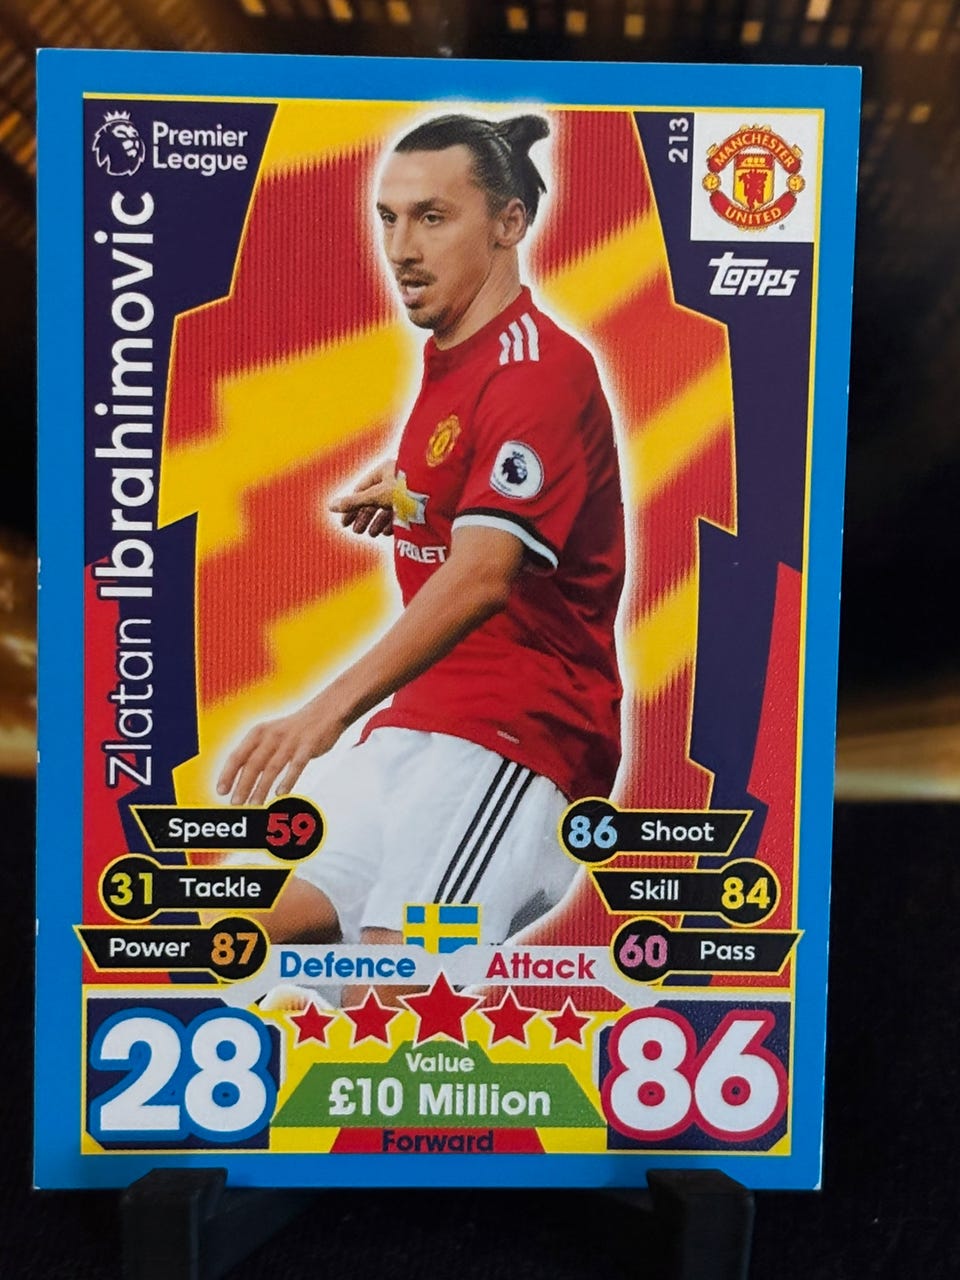 Premier
League
Zlatan Ibrahimovic
213
MANCHESTER
UNITED
TOPPS
Speed 59
31 Tackle
Power 87
86 Shoot
Skill 84
60 Pass
Defence
Attack
28
86
Value
£10 Million
Forward